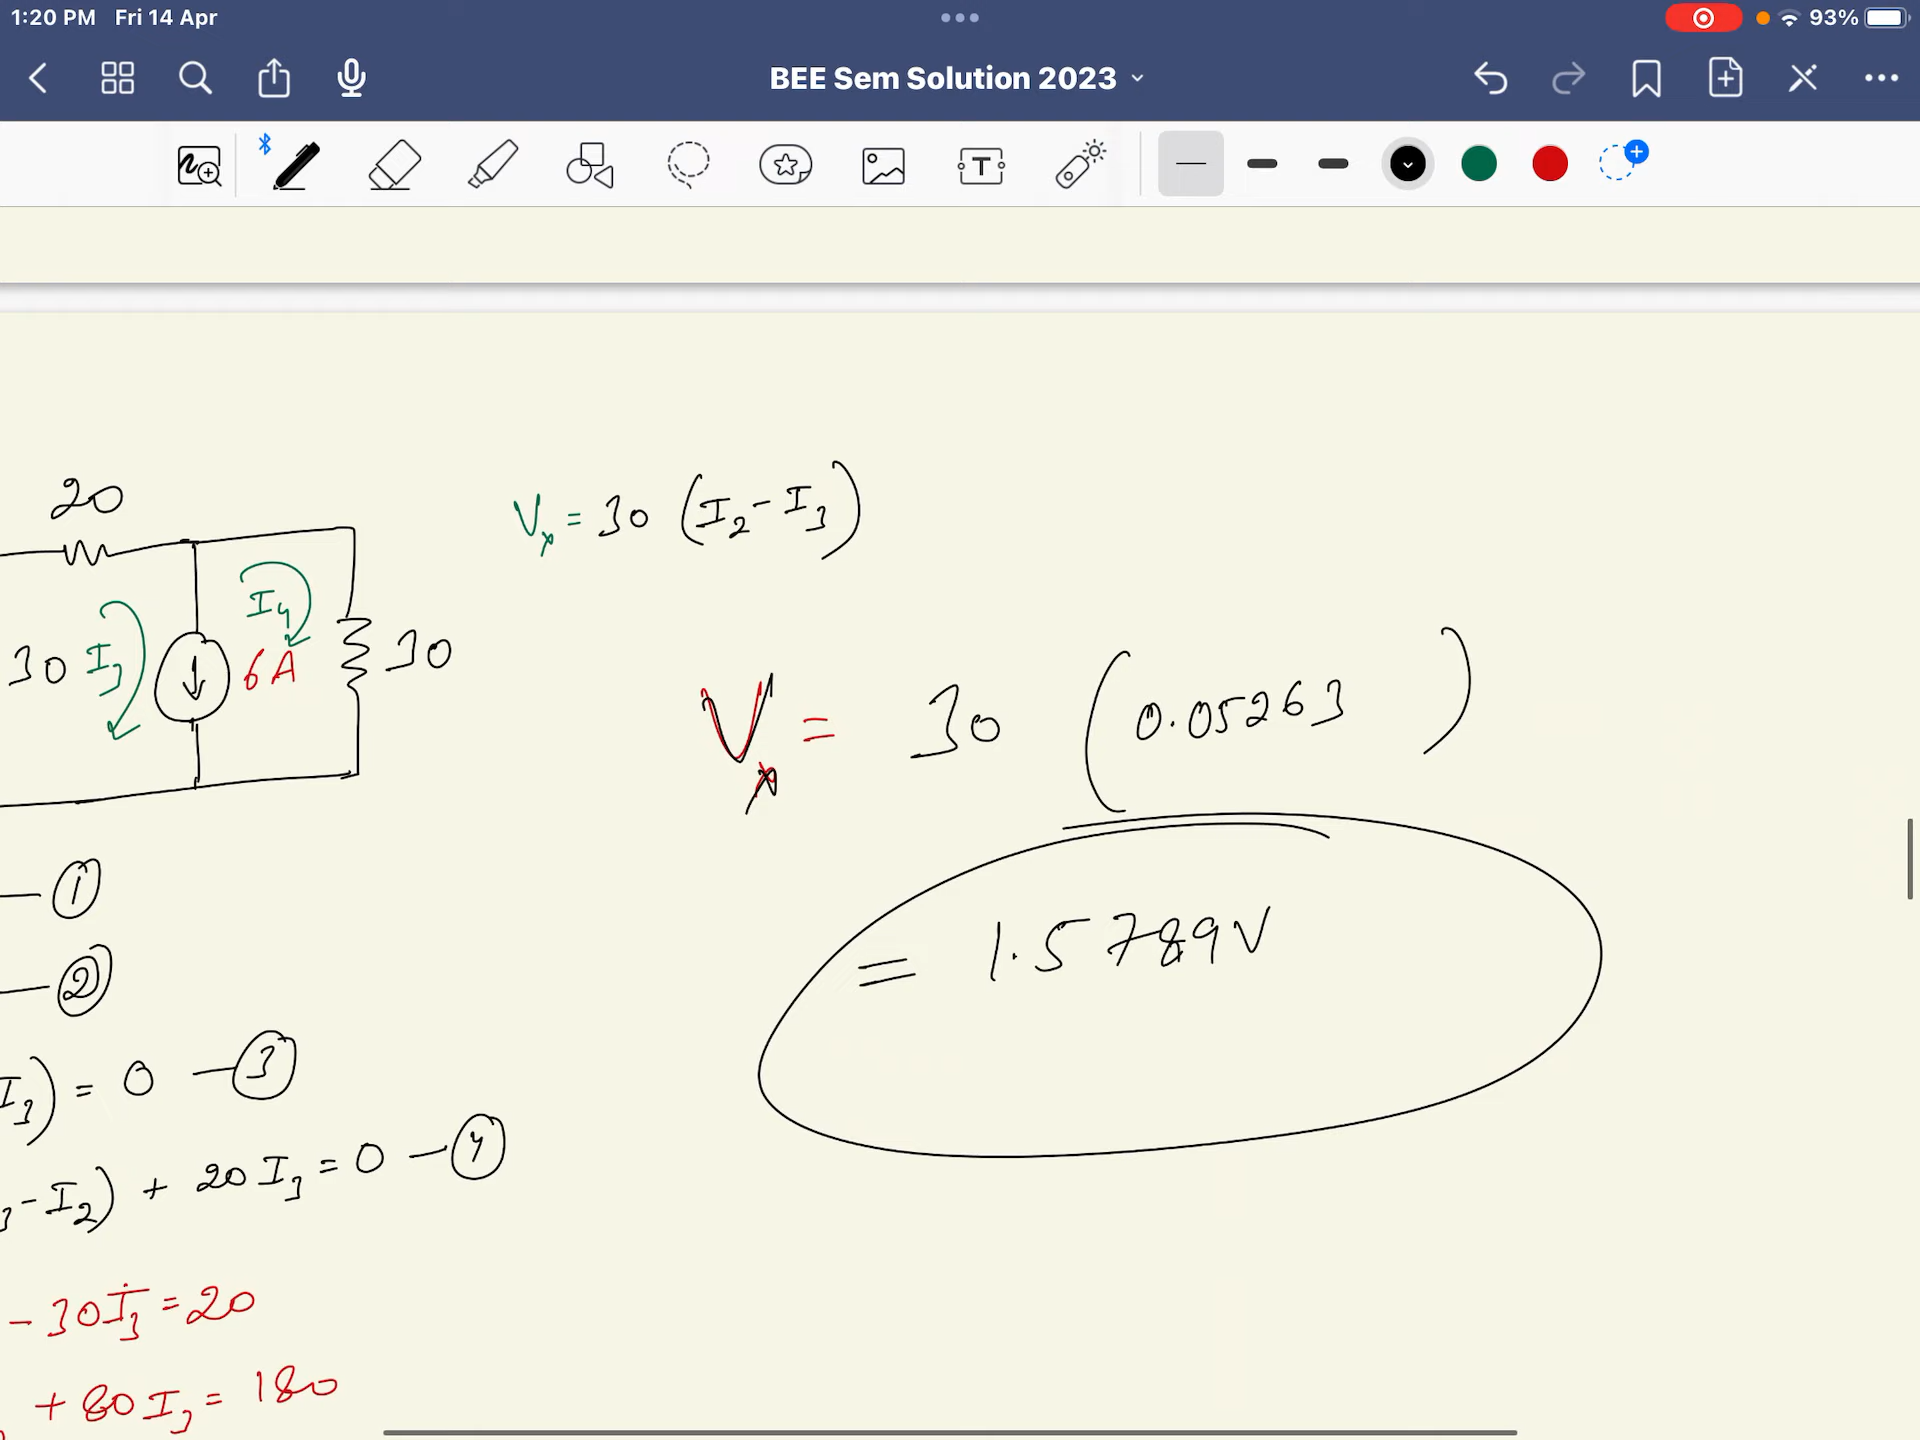 1:20 PM Fri 14 Apr
93%
BEE Sem Solution 2023
T
20
Vx = 30 (I2 - I3)
I4
30 I3
6A
30
Vx = 30 (0.05263)
— 1
= 1.5789V
— 2
I3) = 0 — 3
3 - I2) + 20 I3 = 0 — 4
- 30 I3 = 20
+ 80 I3 = 180